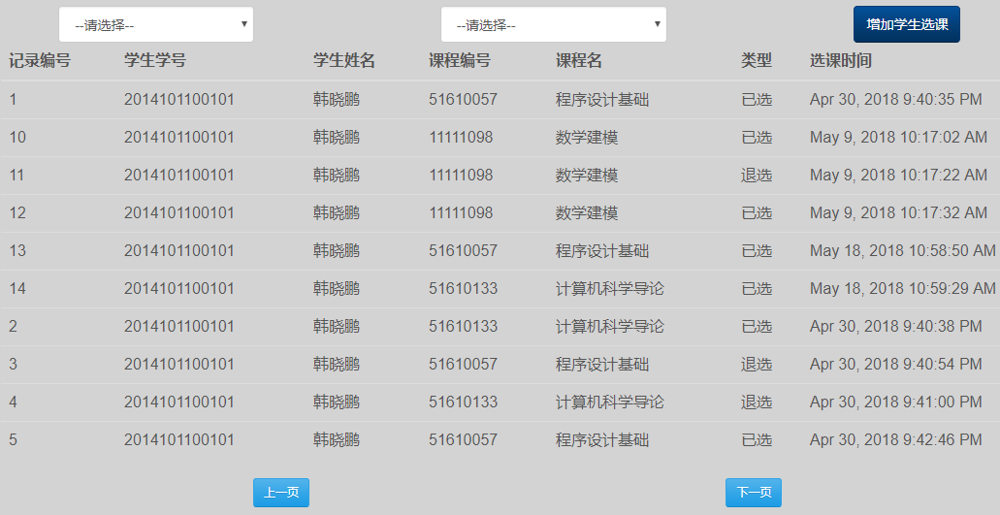 --请选择-- --请选择-- 增加学生选课
记录编号 学生学号 学生姓名 课程编号 课程名 类型 选课时间
1 2014101100101 韩晓鹏 51610057 程序设计基础 已选 Apr 30, 2018 9:40:35 PM
10 2014101100101 韩晓鹏 11111098 数学建模 已选 May 9, 2018 10:17:02 AM
11 2014101100101 韩晓鹏 11111098 数学建模 退选 May 9, 2018 10:17:22 AM
12 2014101100101 韩晓鹏 11111098 数学建模 已选 May 9, 2018 10:17:32 AM
13 2014101100101 韩晓鹏 51610057 程序设计基础 已选 May 18, 2018 10:58:50 AM
14 2014101100101 韩晓鹏 51610133 计算机科学导论 已选 May 18, 2018 10:59:29 AM
2 2014101100101 韩晓鹏 51610133 计算机科学导论 已选 Apr 30, 2018 9:40:38 PM
3 2014101100101 韩晓鹏 51610057 程序设计基础 退选 Apr 30, 2018 9:40:54 PM
4 2014101100101 韩晓鹏 51610133 计算机科学导论 退选 Apr 30, 2018 9:41:00 PM
5 2014101100101 韩晓鹏 51610057 程序设计基础 已选 Apr 30, 2018 9:42:46 PM
上一页 下一页